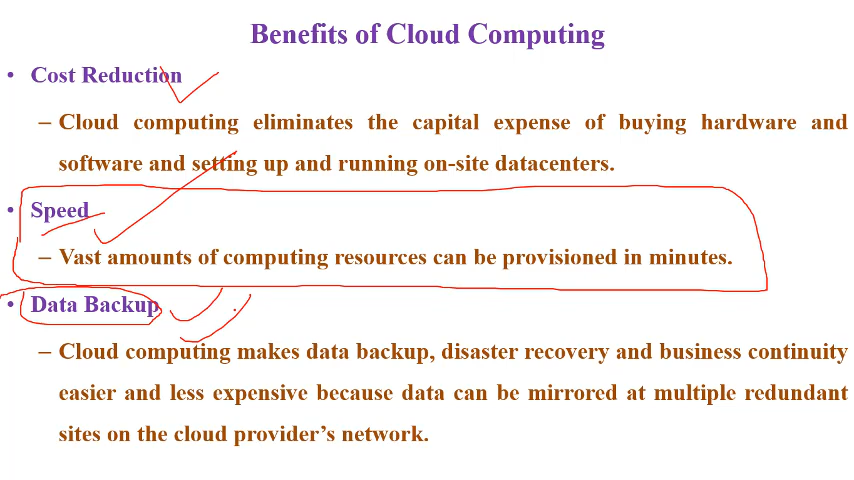 Benefits of Cloud Computing
• Cost Reduction
– Cloud computing eliminates the capital expense of buying hardware and
software and setting up and running on-site datacenters.
• Speed
– Vast amounts of computing resources can be provisioned in minutes.
• Data Backup
– Cloud computing makes data backup, disaster recovery and business continuity
easier and less expensive because data can be mirrored at multiple redundant
sites on the cloud provider’s network.